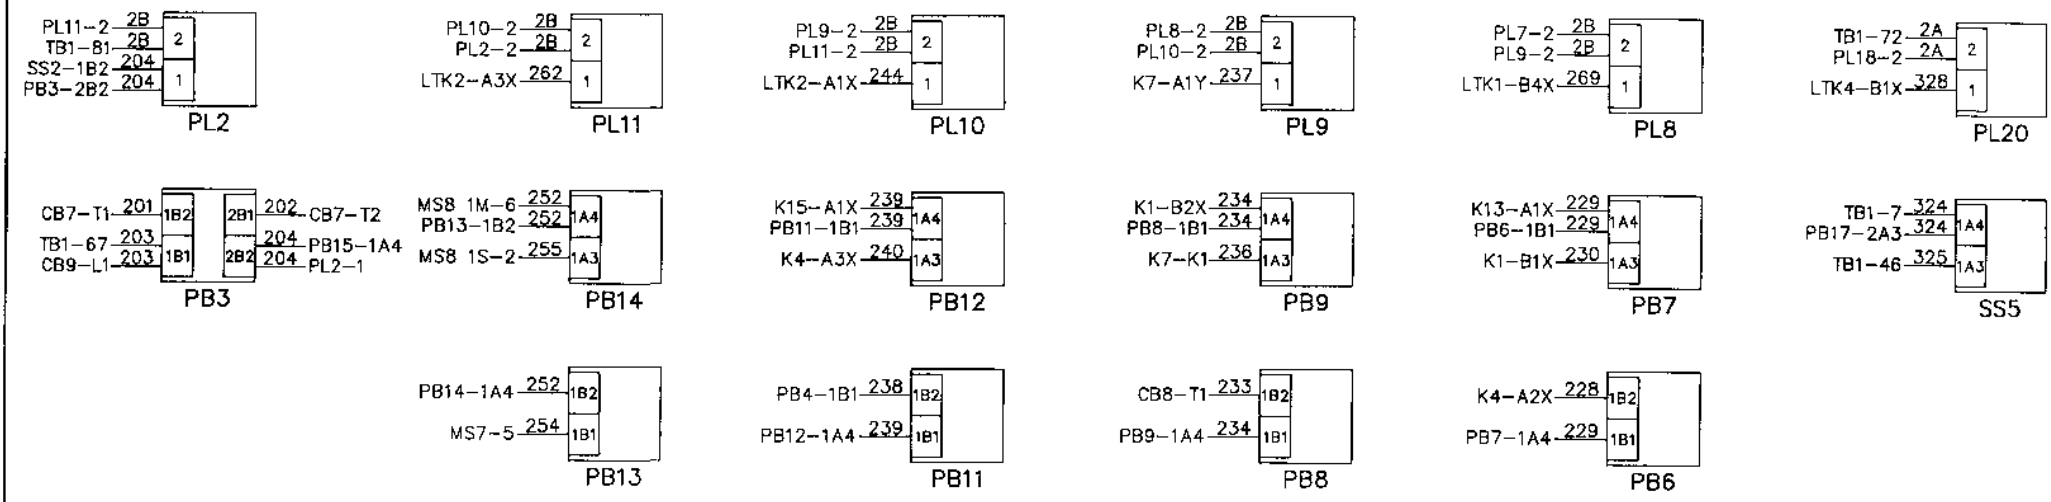 PL11-2 2B
TB1-81 2B 2
SS2-1B2 204
PB3-2B2 204 1
PL2
PL10-2 2B
PL2-2 2B 2
LTK2-A3X 262 1
PL11
PL9-2 2B
PL11-2 2B 2
LTK2-A1X 244 1
PL10
PL8-2 2B
PL10-2 2B 2
K7-A1Y 237 1
PL9
PL7-2 2B
PL9-2 2B 2
LTK1-B4X 269 1
PL8
TB1-72 2A
PL18-2 2A 2
LTK4-B1X 328 1
PL20
CB7-T1 201 1B2 2B1 202 CB7-T2
TB1-67 203 204 PB15-1A4
CB9-L1 203 1B1 2B2 204 PL2-1
PB3
MS8 1M-6 252
PB13-1B2 252 1A4
MS8 1S-2 255 1A3
PB14
K15-A1X 239
PB11-1B1 239 1A4
K4-A3X 240 1A3
PB12
K1-B2X 234
PB8-1B1 234 1A4
K7-K1 236 1A3
PB9
K13-A1X 229
PB6-1B1 229 1A4
K1-B1X 230 1A3
PB7
TB1-7 324
PB17-2A3 324 1A4
TB1-46 325 1A3
SS5
PB14-1A4 252 1B2
MS7-5 254 1B1
PB13
PB4-1B1 238 1B2
PB12-1A4 239 1B1
PB11
CB8-T1 233 1B2
PB9-1A4 234 1B1
PB8
K4-A2X 228 1B2
PB7-1A4 229 1B1
PB6